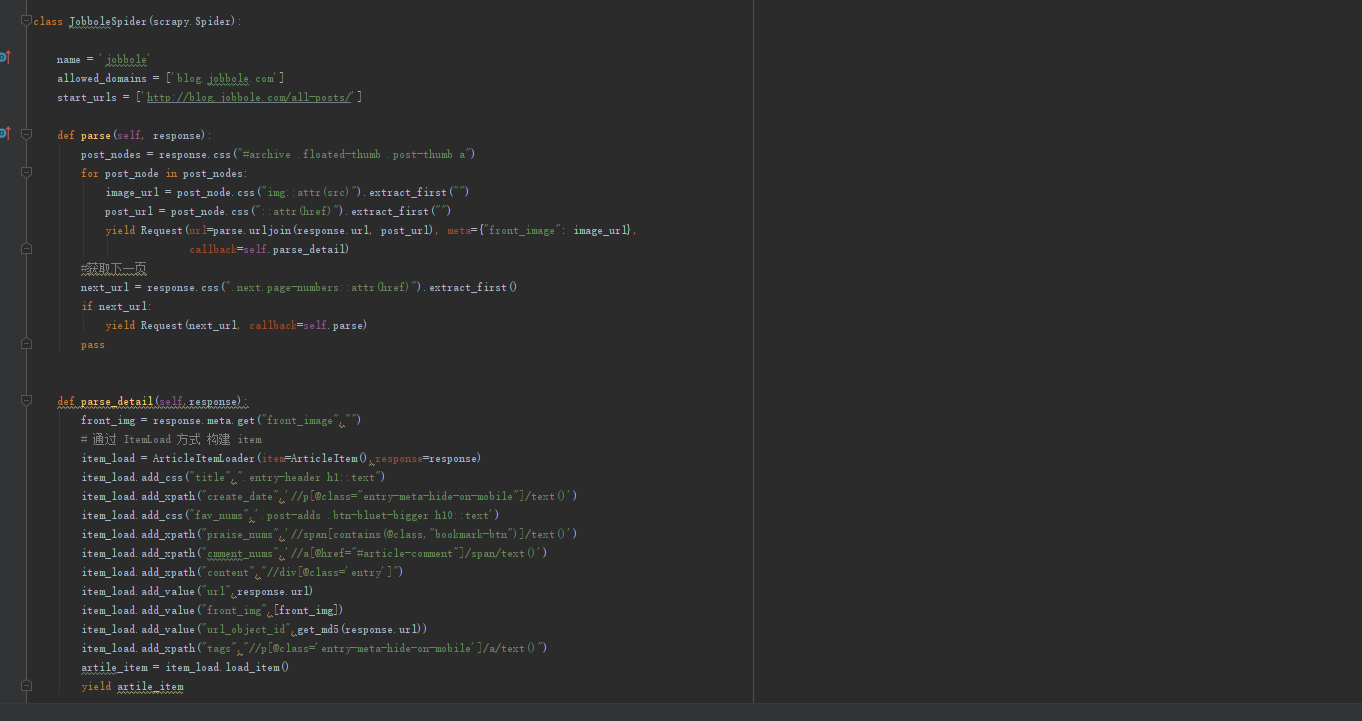 class JobboleSpider(scrapy.Spider):
name = 'jobbole'
allowed_domains = ['blog.jobbole.com']
start_urls = ['http://blog.jobbole.com/all-posts/']
def parse(self, response):
post_nodes = response.css("#archive .floated-thumb .post-thumb a")
for post_node in post_nodes:
image_url = post_node.css("img::attr(src)").extract_first("")
post_url = post_node.css("::attr(href)").extract_first("")
yield Request(url=parse.urljoin(response.url, post_url), meta={"front_image": image_url},
callback=self.parse_detail)
#获取下一页
next_url = response.css(".next.page-numbers::attr(href)").extract_first()
if next_url:
yield Request(next_url, callback=self.parse)
pass
def parse_detail(self,response):
front_img = response.meta.get("front_image","")
# 通过 ItemLoad 方式 构建 item
item_load = ArticleItemLoader(item=ArticleItem(),response=response)
item_load.add_css("title",".entry-header h1::text")
item_load.add_xpath("create_date",'//p[@class="entry-meta-hide-on-mobile"]/text()')
item_load.add_css("fav_nums",'.post-adds .btn-bluet-bigger h10::text')
item_load.add_xpath("praise_nums",'//span[contains(@class,"bookmark-btn")]/text()')
item_load.add_xpath("cmment_nums",'//a[@href="#article-comment"]/span/text()')
item_load.add_xpath("content","//div[@class='entry']")
item_load.add_value("url",response.url)
item_load.add_value("front_img",[front_img])
item_load.add_value("url_object_id",get_md5(response.url))
item_load.add_xpath("tags","//p[@class='entry-meta-hide-on-mobile']/a/text()")
artile_item = item_load.load_item()
yield artile_item